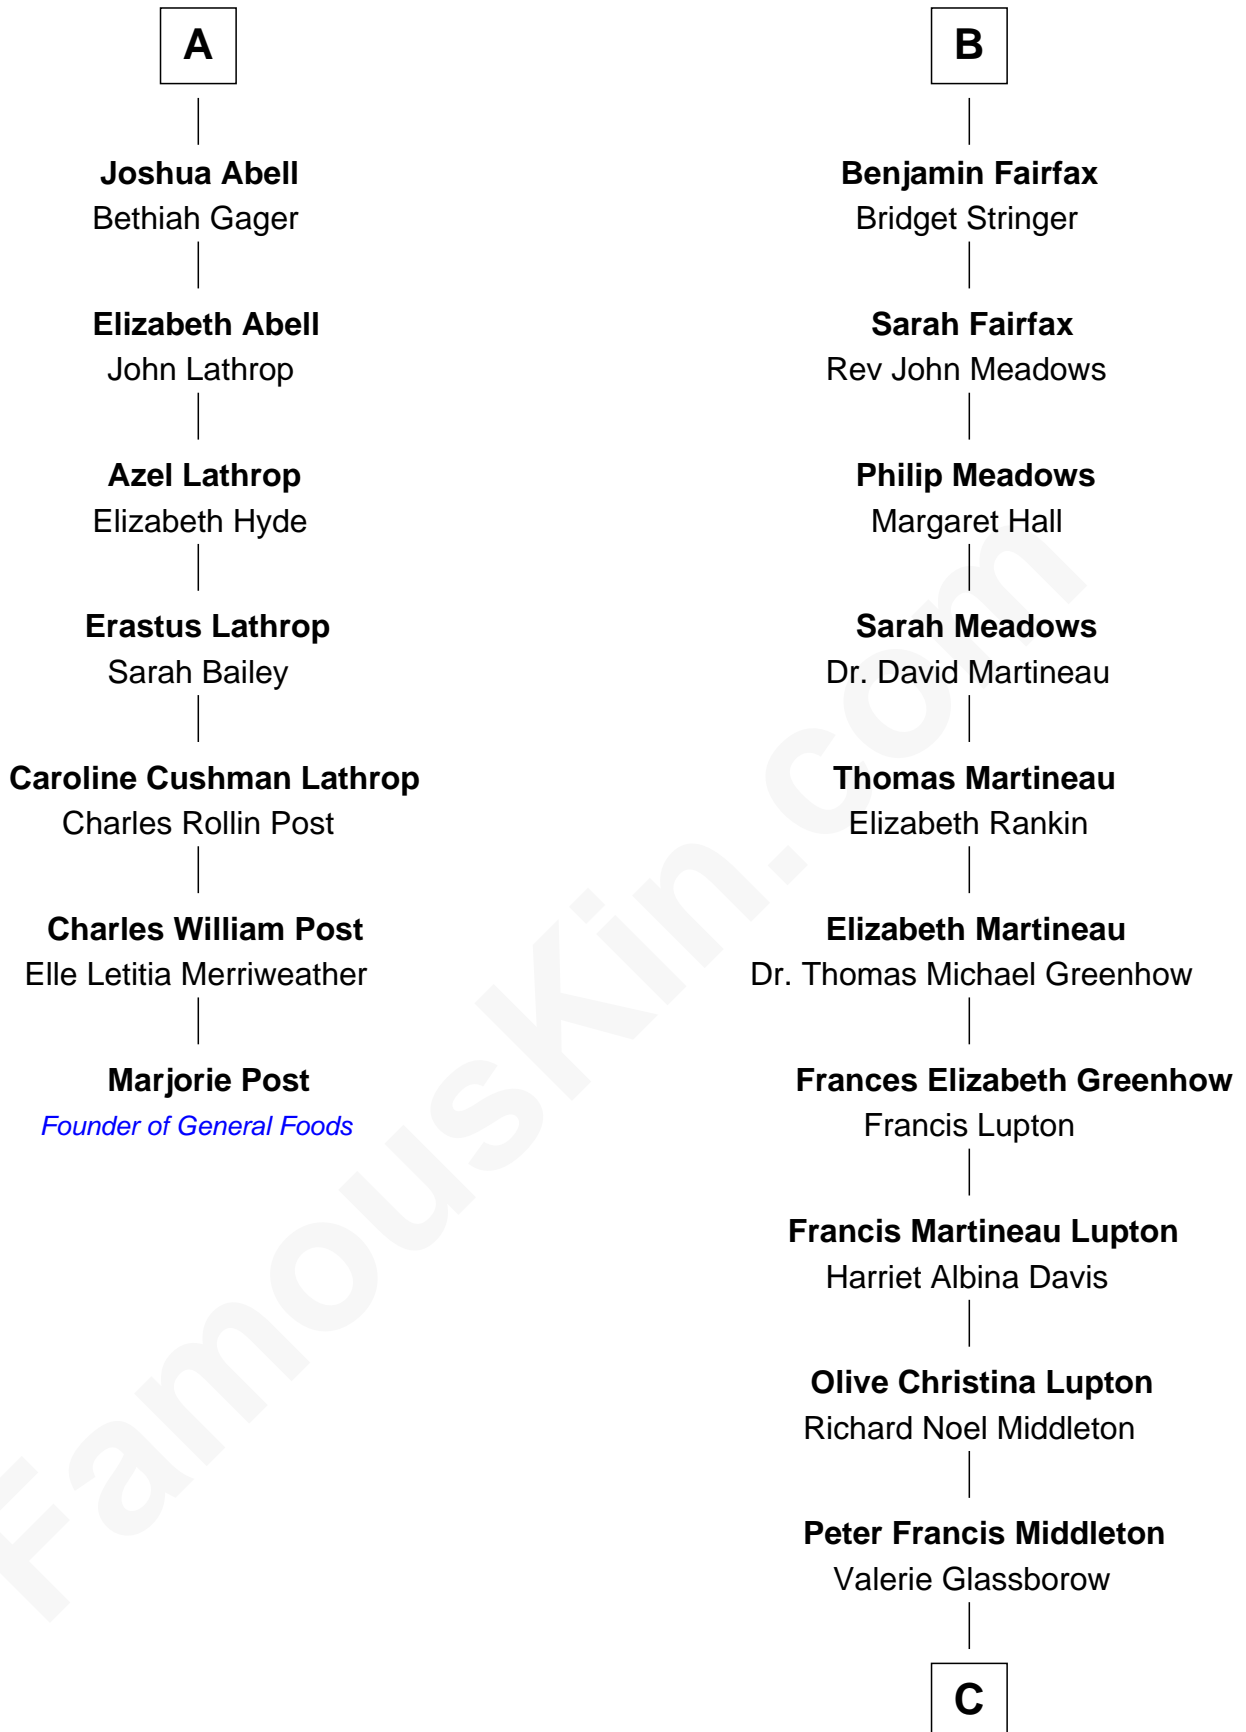 A
Joshua Abell
Bethiah Gager
Elizabeth Abell
John Lathrop
Azel Lathrop
Elizabeth Hyde
Erastus Lathrop
Sarah Bailey
Caroline Cushman Lathrop
Charles Rollin Post
Charles William Post
Elle Letitia Merriweather
Marjorie Post
Founder of General Foods
B
Benjamin Fairfax
Bridget Stringer
Sarah Fairfax
Rev John Meadows
Philip Meadows
Margaret Hall
Sarah Meadows
Dr. David Martineau
Thomas Martineau
Elizabeth Rankin
Elizabeth Martineau
Dr. Thomas Michael Greenhow
Frances Elizabeth Greenhow
Francis Lupton
Francis Martineau Lupton
Harriet Albina Davis
Olive Christina Lupton
Richard Noel Middleton
Peter Francis Middleton
Valerie Glassborow
C
FamousKin.com